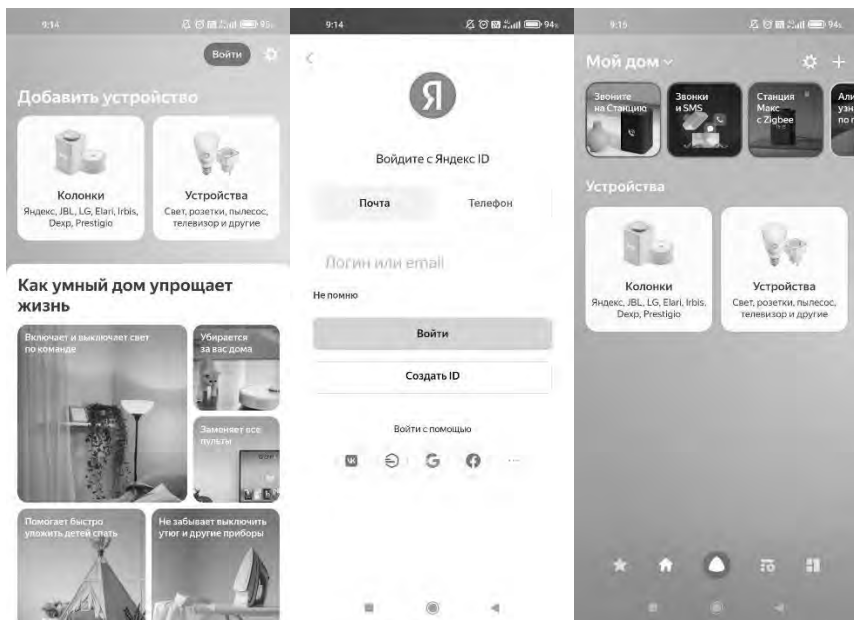 9:14
Войти
Добавить устройство
Колонки
Яндекс, JBL, LG, Elari, Irbis,
Dexp, Prestigio
Устройства
Свет, розетки, пылесос,
телевизор и другие
Как умный дом упрощает
жизнь
Включает и выключает свет
по команде
Убирается
за вас дома
Заменяет все
пульты
Помогает быстро
уложить детей спать
Не забывает выключить
утюг и другие приборы
9:14
Я
Войдите с Яндекс ID
Почта
Телефон
Логин или email
Не помню
Войти
Создать ID
Войти с помощью
9:15
Мой дом
Звоните
на Станцию
Звонки
и SMS
Станция
Макс
с Zigbee
Устройства
Колонки
Яндекс, JBL, LG, Elari, Irbis,
Dexp, Prestigio
Устройства
Свет, розетки, пылесос,
телевизор и другие